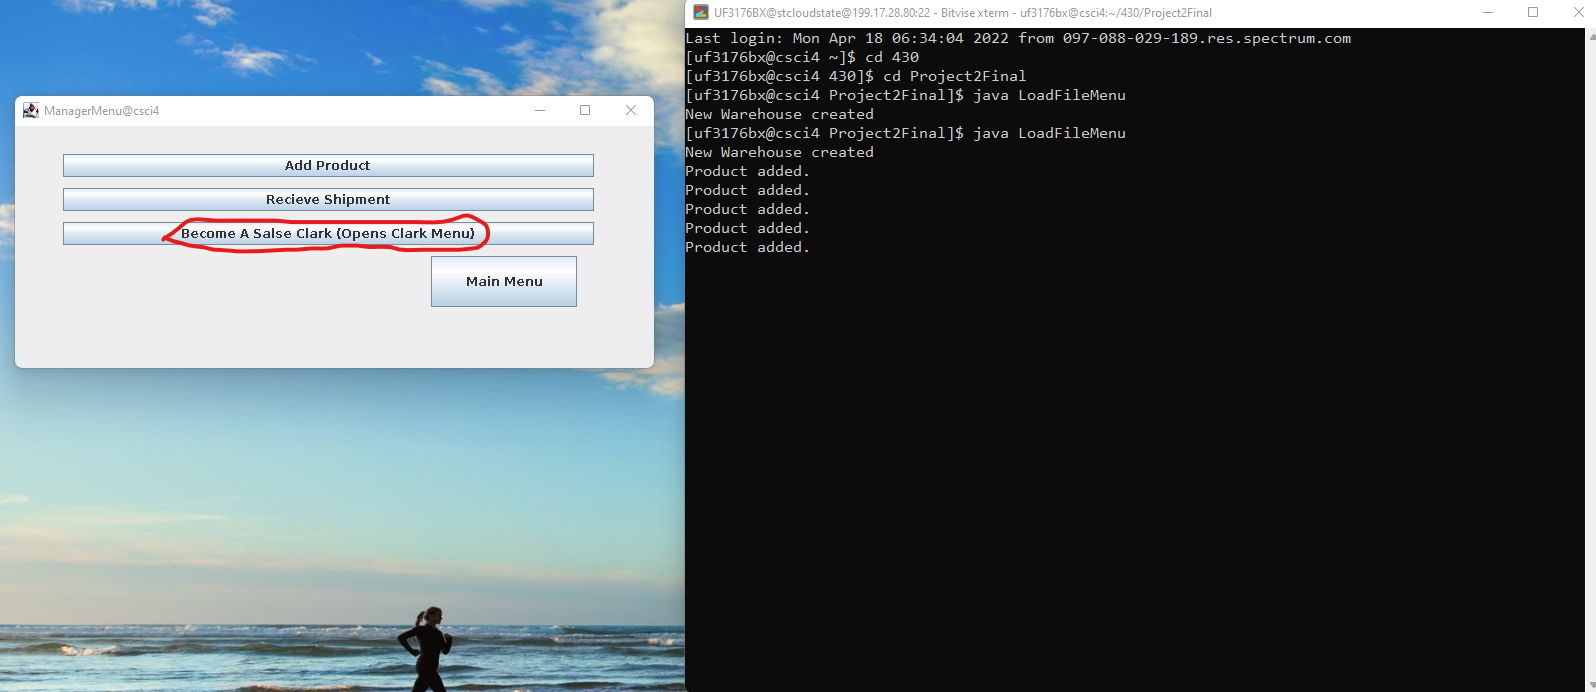 ManagerMenu@csci4
Add Product
Recieve Shipment
Become A Salse Clark {Opens Clark Menu}
Main Menu
UF3176BX@stcloudstate@199.17.28.80:22 - Bitvise xterm - uf3176bx@csci4:~/430/Project2Final
Last login: Mon Apr 18 06:34:04 2022 from 097-088-029-189.res.spectrum.com
[uf3176bx@csci4 ~]$ cd 430
[uf3176bx@csci4 430]$ cd Project2Final
[uf3176bx@csci4 Project2Final]$ java LoadFileMenu
New Warehouse created
[uf3176bx@csci4 Project2Final]$ java LoadFileMenu
New Warehouse created
Product added.
Product added.
Product added.
Product added.
Product added.